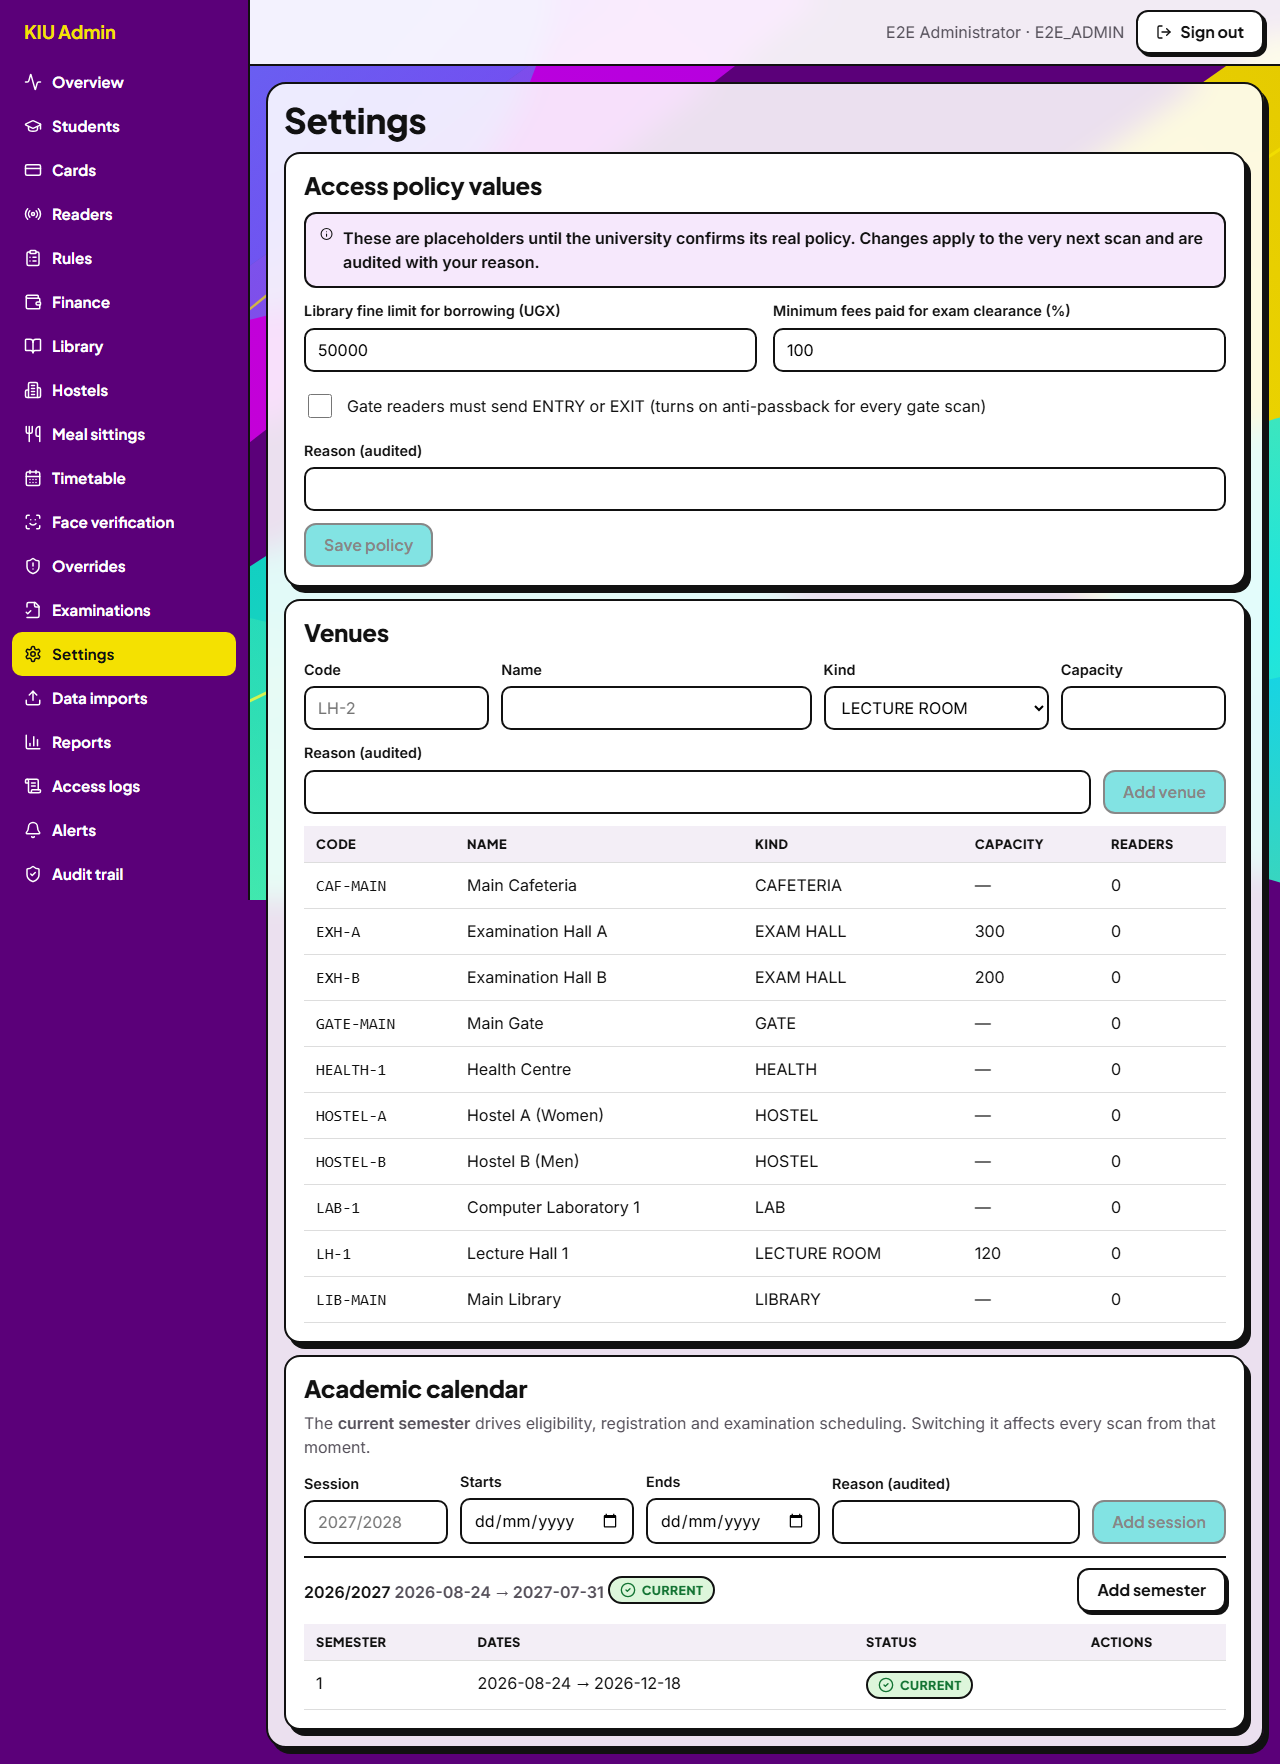 KIU Admin
E2E Administrator · E2E_ADMIN
Sign out
Overview
Students
Cards
Readers
Rules
Finance
Library
Hostels
Meal sittings
Timetable
Face verification
Overrides
Examinations
Settings
Data imports
Reports
Access logs
Alerts
Audit trail
Settings
Access policy values
These are placeholders until the university confirms its real policy. Changes apply to the very next scan and are
audited with your reason.
Library fine limit for borrowing (UGX)
Minimum fees paid for exam clearance (%)
50000
100
Gate readers must send ENTRY or EXIT (turns on anti-passback for every gate scan)
Reason (audited)
Save policy
Venues
Code Name Kind Capacity
LH-2 LECTURE ROOM
Reason (audited)
Add venue
CODE NAME KIND CAPACITY READERS
CAF-MAIN Main Cafeteria CAFETERIA — 0
EXH-A Examination Hall A EXAM HALL 300 0
EXH-B Examination Hall B EXAM HALL 200 0
GATE-MAIN Main Gate GATE — 0
HEALTH-1 Health Centre HEALTH — 0
HOSTEL-A Hostel A (Women) HOSTEL — 0
HOSTEL-B Hostel B (Men) HOSTEL — 0
LAB-1 Computer Laboratory 1 LAB — 0
LH-1 Lecture Hall 1 LECTURE ROOM 120 0
LIB-MAIN Main Library LIBRARY — 0
Academic calendar
The current semester drives eligibility, registration and examination scheduling. Switching it affects every scan from that
moment.
Session Starts Ends Reason (audited)
2027/2028 dd/mm/yyyy dd/mm/yyyy Add session
2026/2027 2026-08-24 → 2027-07-31 CURRENT Add semester
SEMESTER DATES STATUS ACTIONS
1 2026-08-24 → 2026-12-18 CURRENT